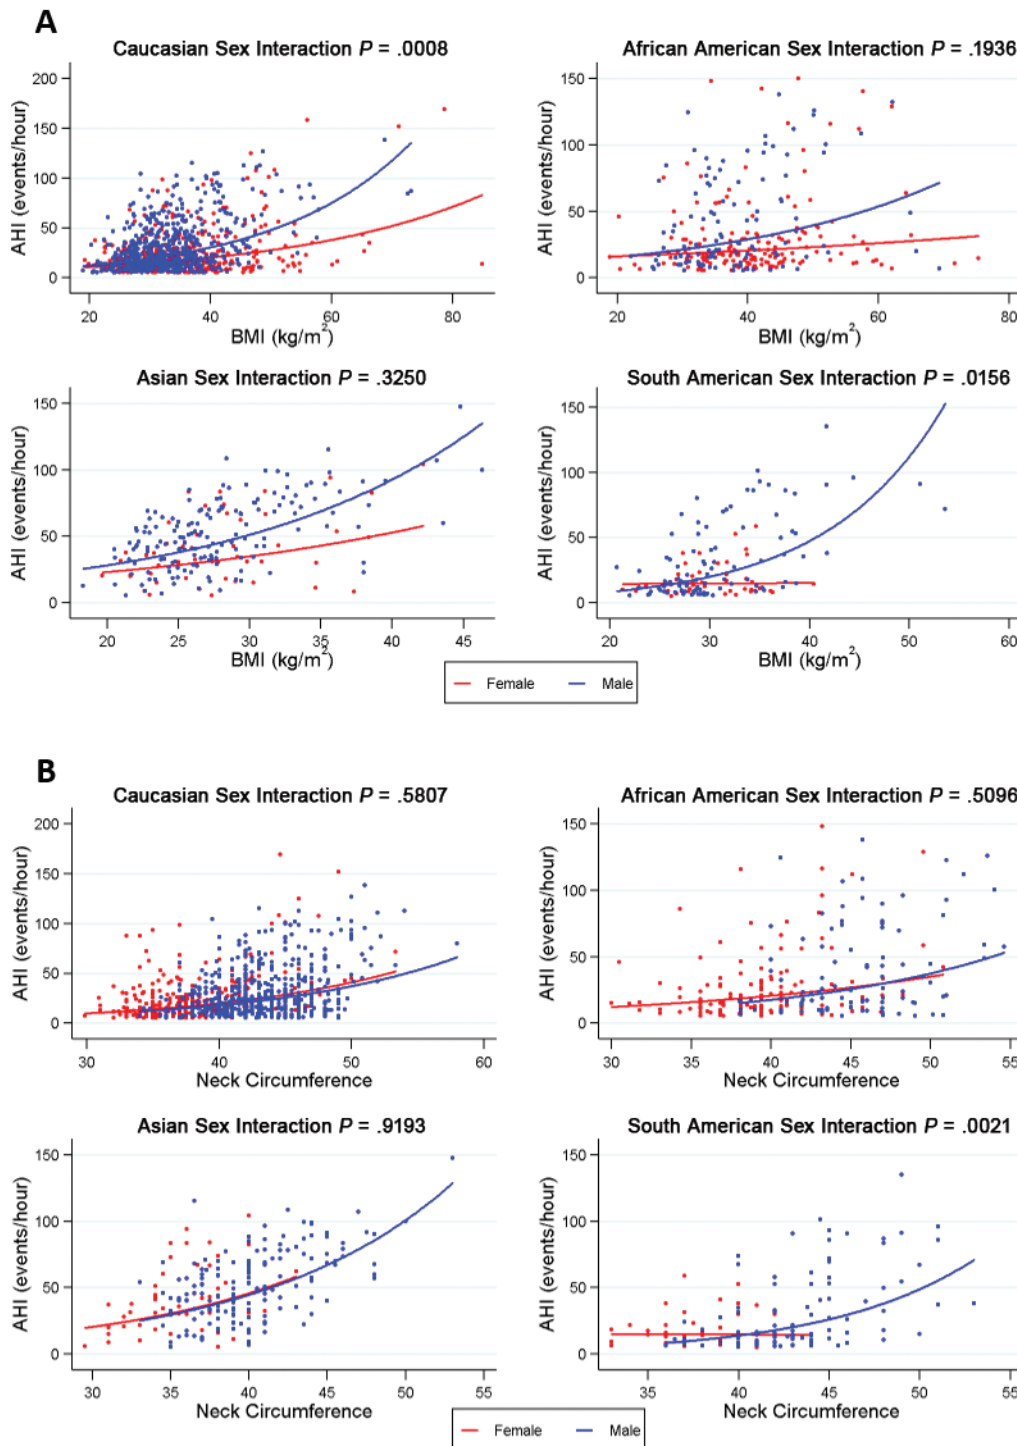 A
Caucasian Sex Interaction P = .0008
200
150
100
50
0
AHI (events/hour)
20 40 60 80
BMI (kg/m²)
African American Sex Interaction P = .1936
150
100
50
0
AHI (events/hour)
20 40 60 80
BMI (kg/m²)
Asian Sex Interaction P = .3250
150
100
50
0
AHI (events/hour)
20 25 30 35 40 45
BMI (kg/m²)
South American Sex Interaction P = .0156
150
100
50
0
AHI (events/hour)
20 30 40 50 60
BMI (kg/m²)
Female Male
B
Caucasian Sex Interaction P = .5807
200
150
100
50
0
AHI (events/hour)
30 40 50 60
Neck Circumference
African American Sex Interaction P = .5096
150
100
50
0
AHI (events/hour)
30 35 40 45 50 55
Neck Circumference
Asian Sex Interaction P = .9193
150
100
50
0
AHI (events/hour)
30 35 40 45 50 55
Neck Circumference
South American Sex Interaction P = .0021
150
100
50
0
AHI (events/hour)
35 40 45 50 55
Neck Circumference
Female Male